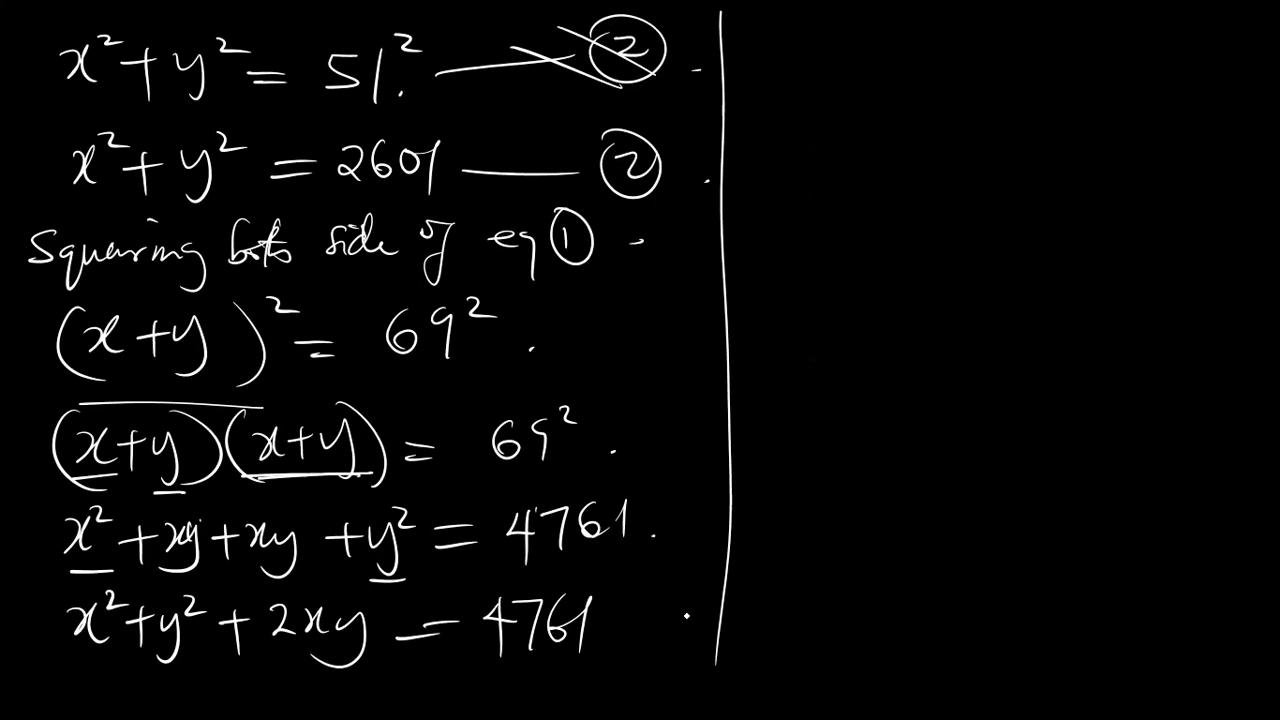 x² + y² = 51². —— ②
x² + y² = 2601 —— ②
Squaring both side of eq ①
(x + y)² = 69².
(x + y)(x + y) = 69².
x² + xy + xy + y² = 4761.
x² + y² + 2xy = 4761